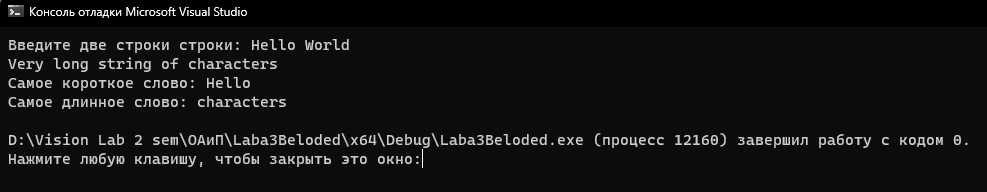 Консоль отладки Microsoft Visual Studio
Введите две строки строки: Hello World
Very long string of characters
Самое короткое слово: Hello
Самое длинное слово: characters
D:\Vision Lab 2 sem\ОАиП\Laba3Beloded\x64\Debug\Laba3Beloded.exe (процесс 12160) завершил работу с кодом 0.
Нажмите любую клавишу, чтобы закрыть это окно: